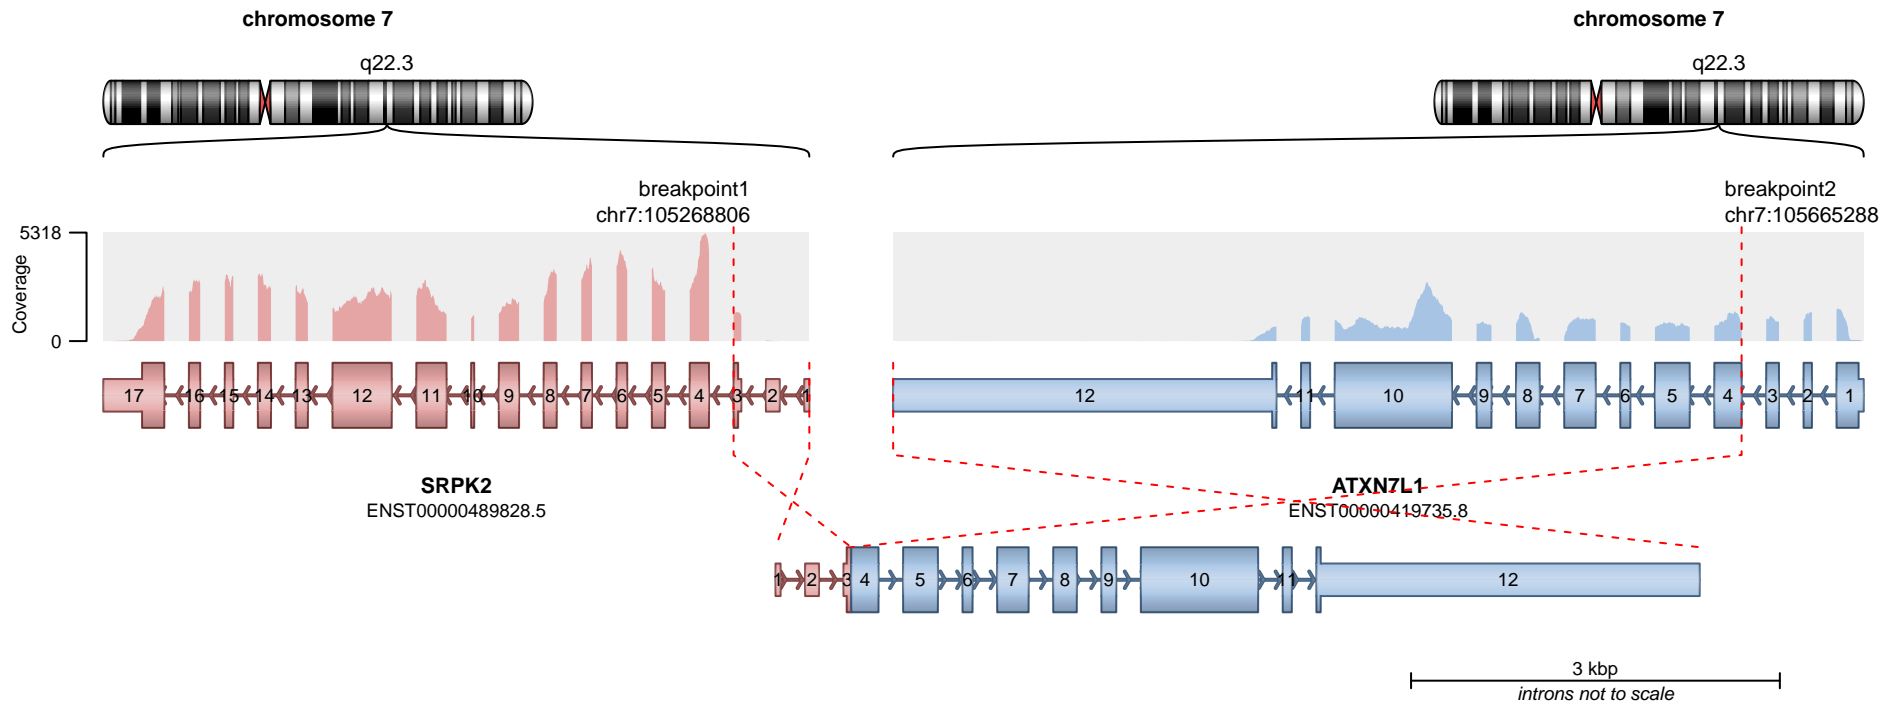 chromosome 7
chromosome 7
q22.3
q22.3
breakpoint1
chr7:105268806
breakpoint2
chr7:105665288
Coverage
5318
0
17 16 15 14 13 12 11 10 9 8 7 6 5 4 3 2 1
12 11 10 9 8 7 6 5 4 3 2 1
SRPK2
ENST00000489828.5
ATXN7L1
ENST00000419735.8
1 2 3 4 5 6 7 8 9 10 11 12
3 kbp
introns not to scale